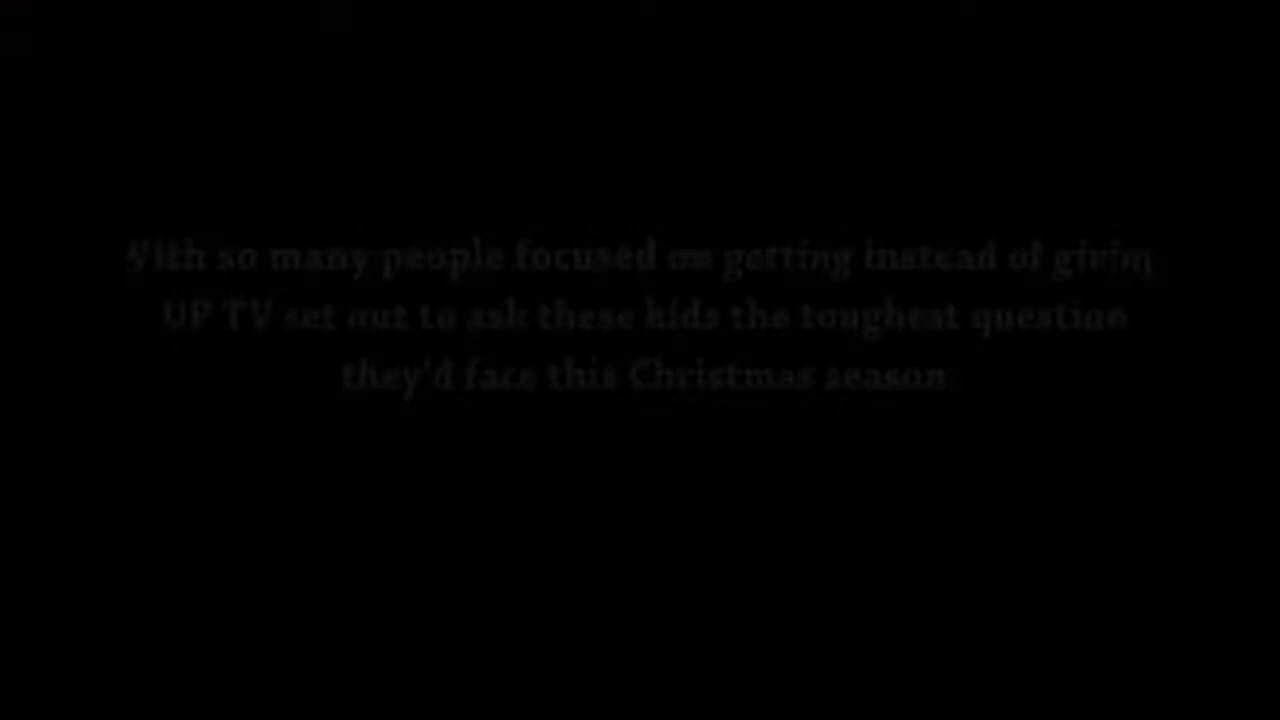 With so many people focused on getting instead of giving
UP TV set out to ask these kids the toughest question
they'd face this Christmas season